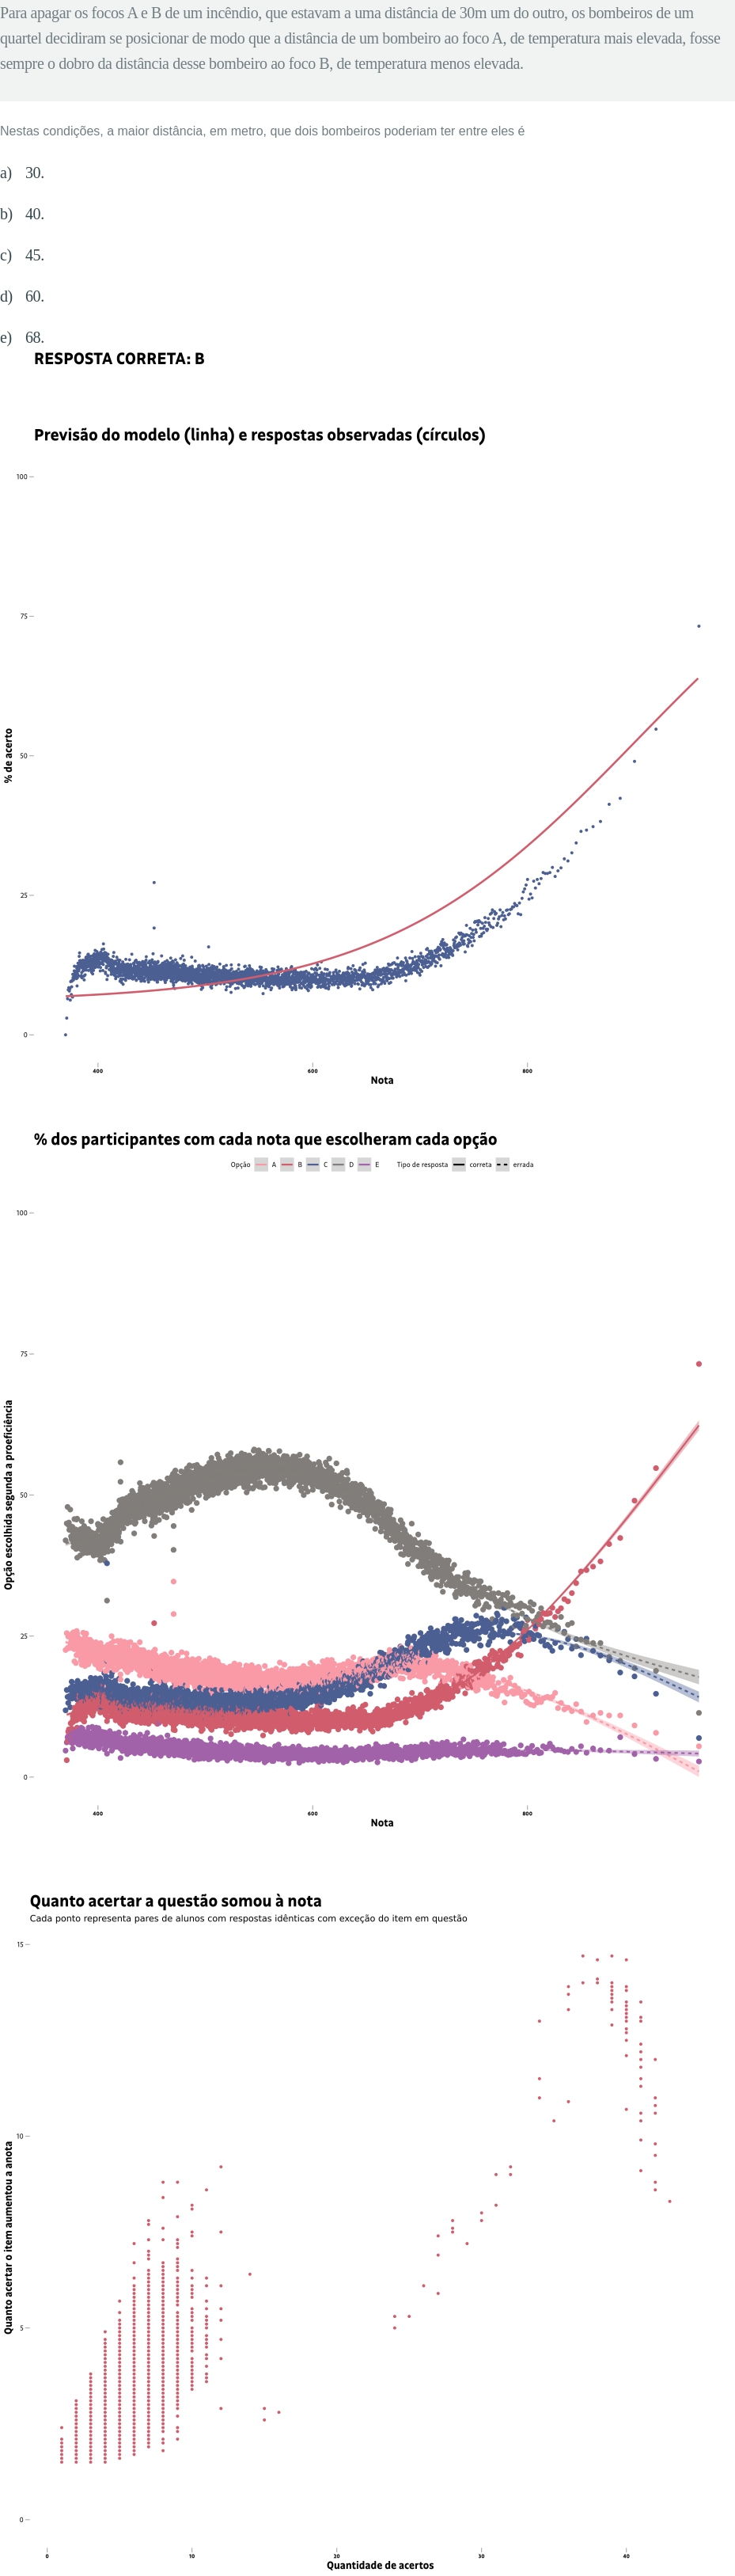 Para apagar os focos A e B de um incêndio, que estavam a uma distância de 30m um do outro, os bombeiros de um
quartel decidiram se posicionar de modo que a distância de um bombeiro ao foco A, de temperatura mais elevada, fosse
sempre o dobro da distância desse bombeiro ao foco B, de temperatura menos elevada.
Nestas condições, a maior distância, em metro, que dois bombeiros poderiam ter entre eles é
a) 30.
b) 40.
c) 45.
d) 60.
e) 68.
RESPOSTA CORRETA: B
Previsão do modelo (linha) e respostas observadas (círculos)
100
75
50
25
0
% de acerto
400 600 800
Nota
% dos participantes com cada nota que escolheram cada opção
Opção A B C D E Tipo de resposta correta errada
100
75
50
25
0
Opção escolhida segunda a proeficiência
400 600 800
Nota
Quanto acertar a questão somou à nota
Cada ponto representa pares de alunos com respostas idênticas com exceção do item em questão
15
10
5
0
Quanto acertar o item aumentou a anota
0 10 20 30 40
Quantidade de acertos